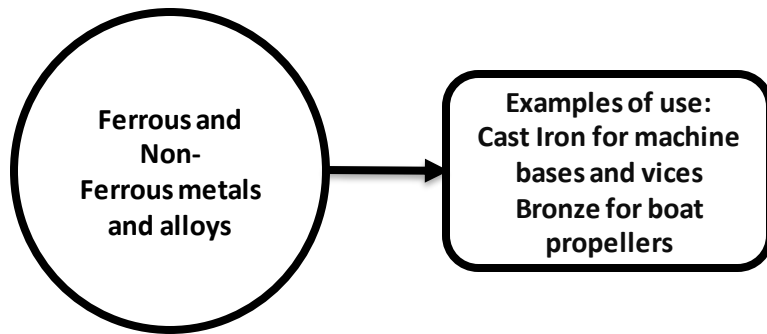 Ferrous and
Non-
Ferrous metals
and alloys
Examples of use:
Cast Iron for machine
bases and vices
Bronze for boat
propellers